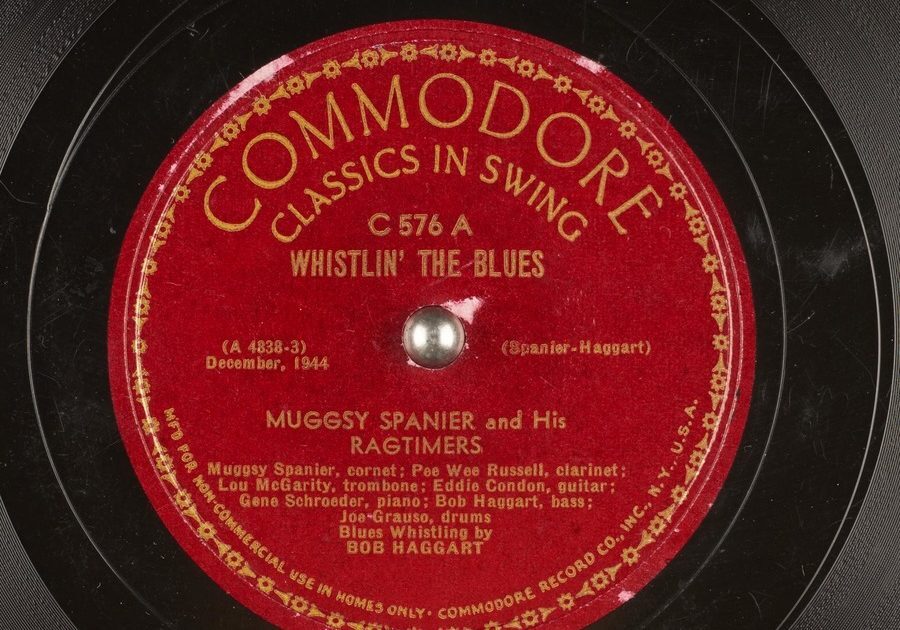 COMMODORE
CLASSICS IN SWING
C 576 A
WHISTLIN' THE BLUES
(A 4838-3)
December, 1944
(Spanier-Haggart)
MUGGSY SPANIER and His
RAGTIMERS
Muggsy Spanier, cornet; Pee Wee Russell, clarinet;
Lou McGarity, trombone; Eddie Condon, guitar;
Gene Schroeder, piano; Bob Haggart, bass;
Joe Grauso, drums
Blues Whistling by
BOB HAGGART
MF'D FOR NON-COMMERCIAL USE IN HOMES ONLY · COMMODORE RECORD CO., INC., N. Y., U. S. A.